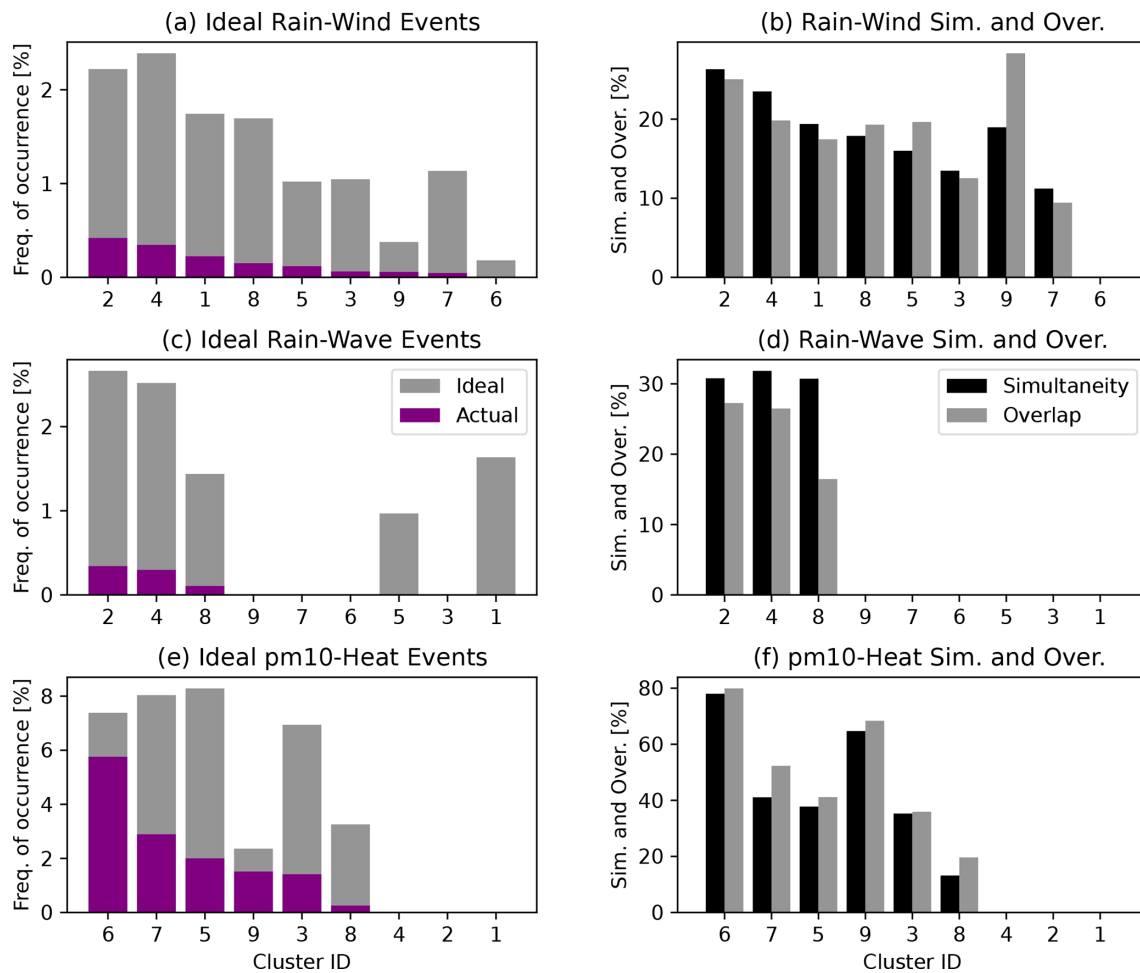 (a) Ideal Rain-Wind Events
Freq. of occurrence [%]
2
1
0
2 4 1 8 5 3 9 7 6
(b) Rain-Wind Sim. and Over.
Sim. and Over. [%]
20
10
0
2 4 1 8 5 3 9 7 6
(c) Ideal Rain-Wave Events
Freq. of occurrence [%]
2
1
0
Ideal
Actual
2 4 8 9 7 6 5 3 1
(d) Rain-Wave Sim. and Over.
Sim. and Over. [%]
30
20
10
0
Simultaneity
Overlap
2 4 8 9 7 6 5 3 1
(e) Ideal pm10-Heat Events
Freq. of occurrence [%]
8
6
4
2
0
6 7 5 9 3 8 4 2 1
Cluster ID
(f) pm10-Heat Sim. and Over.
Sim. and Over. [%]
80
60
40
20
0
6 7 5 9 3 8 4 2 1
Cluster ID